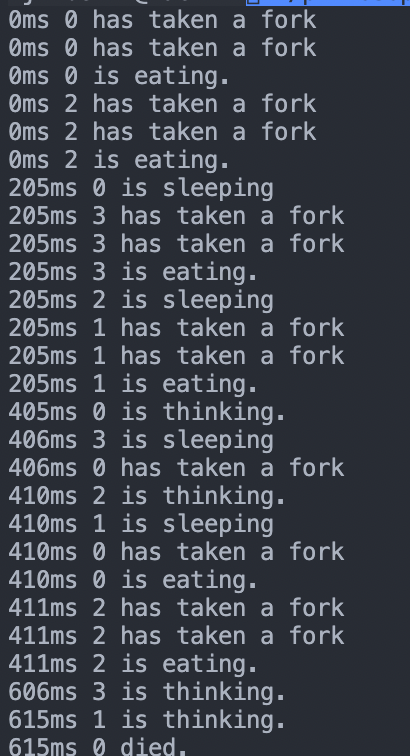 0ms 0 has taken a fork
0ms 0 has taken a fork
0ms 0 is eating.
0ms 2 has taken a fork
0ms 2 has taken a fork
0ms 2 is eating.
205ms 0 is sleeping
205ms 3 has taken a fork
205ms 3 has taken a fork
205ms 3 is eating.
205ms 2 is sleeping
205ms 1 has taken a fork
205ms 1 has taken a fork
205ms 1 is eating.
405ms 0 is thinking.
406ms 3 is sleeping
406ms 0 has taken a fork
410ms 2 is thinking.
410ms 1 is sleeping
410ms 0 has taken a fork
410ms 0 is eating.
411ms 2 has taken a fork
411ms 2 has taken a fork
411ms 2 is eating.
606ms 3 is thinking.
615ms 1 is thinking.
615ms 0 died.